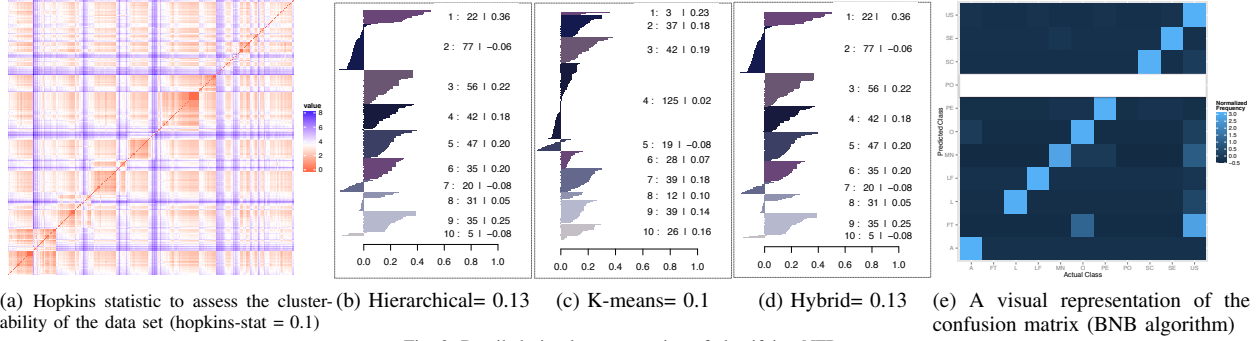 value
8
6
4
2
0
(a) Hopkins statistic to assess the cluster-
ability of the data set (hopkins-stat = 0.1)
1 : 22 I 0.36
2 : 77 I −0.06
3 : 56 I 0.22
4 : 42 I 0.18
5 : 47 I 0.20
6 : 35 I 0.20
7 : 20 I −0.08
8 : 31 I 0.05
9 : 35 I 0.25
10 : 5 I −0.08
0.0 0.2 0.4 0.6 0.8 1.0
(b) Hierarchical= 0.13
1: 3 I 0.23
2 : 37 I 0.18
3 : 42 I 0.19
4 : 125 I 0.02
5 : 19 I −0.08
6 : 28 I 0.07
7 : 39 I 0.18
8 : 12 I 0.10
9 : 39 I 0.14
10 : 26 I 0.16
0.0 0.2 0.4 0.6 0.8 1.0
(c) K-means= 0.1
1 : 22 I 0.36
2 : 77 I −0.06
3 : 56 I 0.22
4 : 42 I 0.18
5 : 47 I 0.20
6 : 35 I 0.20
7 : 20 I −0.08
8 : 31 I 0.05
9 : 35 I 0.25
10 : 5 I −0.08
0.0 0.2 0.4 0.6 0.8 1.0
(d) Hybrid= 0.13
Predicted Class
US
SE
SC
PO
PE
O
MN
LF
L
FT
A
A FT L LF MN O PE PO SC SE US
Actual Class
Normalized
Frequency
3.0
2.5
2.0
1.5
1.0
0.5
0.0
−0.5
(e) A visual representation of the
confusion matrix (BNB algorithm)